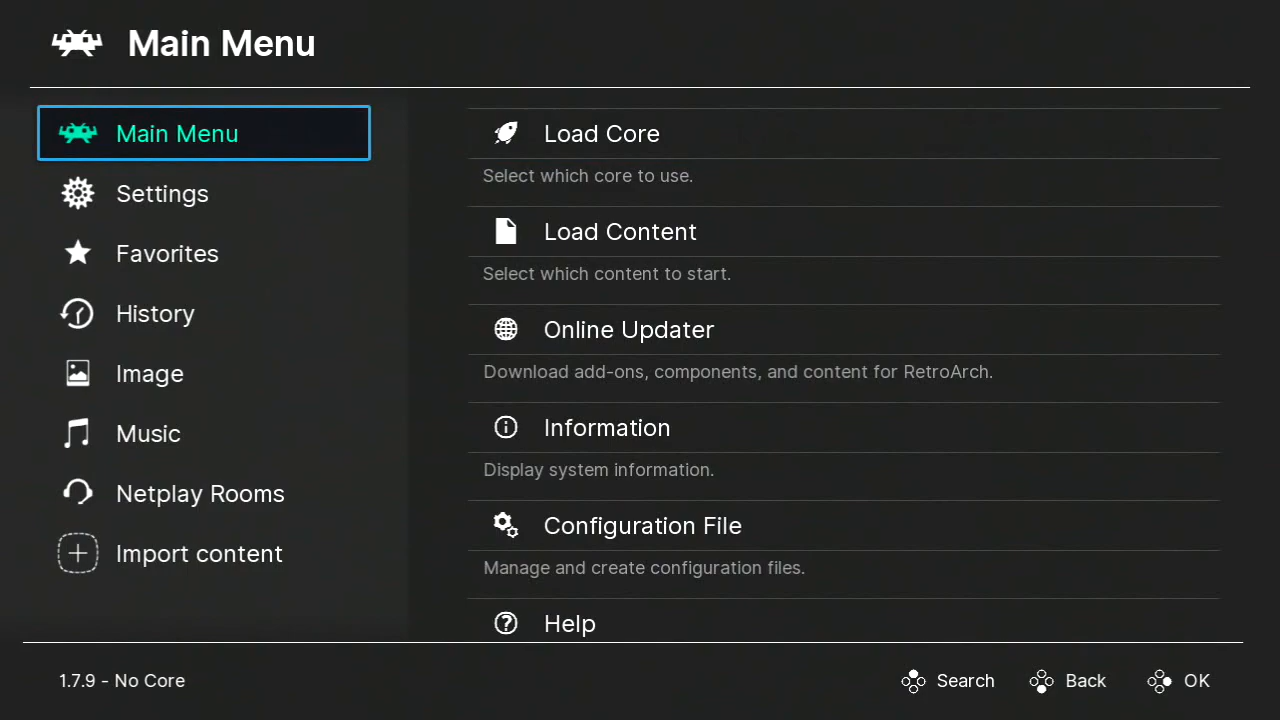 Main Menu
Main Menu
Settings
Favorites
History
Image
Music
Netplay Rooms
Import content
Load Core
Select which core to use.
Load Content
Select which content to start.
Online Updater
Download add-ons, components, and content for RetroArch.
Information
Display system information.
Configuration File
Manage and create configuration files.
Help
1.7.9 - No Core
Search
Back
OK